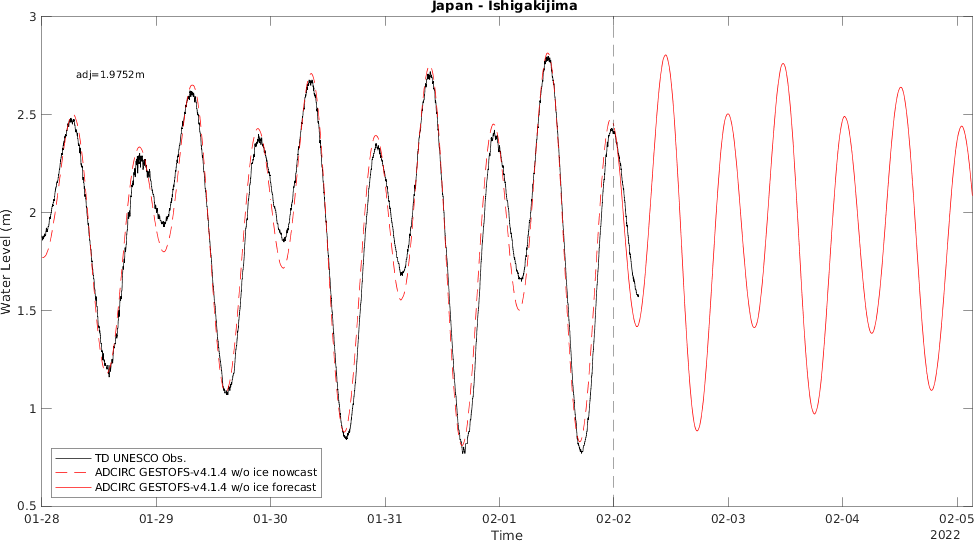 Japan - Ishigakijima
3
adj=1.9752m
2.5
2
Water Level (m)
1.5
1
0.5
TD UNESCO Obs.
ADCIRC GESTOFS-v4.1.4 w/o ice nowcast
ADCIRC GESTOFS-v4.1.4 w/o ice forecast
01-28 01-29 01-30 01-31 02-01 02-02 02-03 02-04 02-05
Time
2022